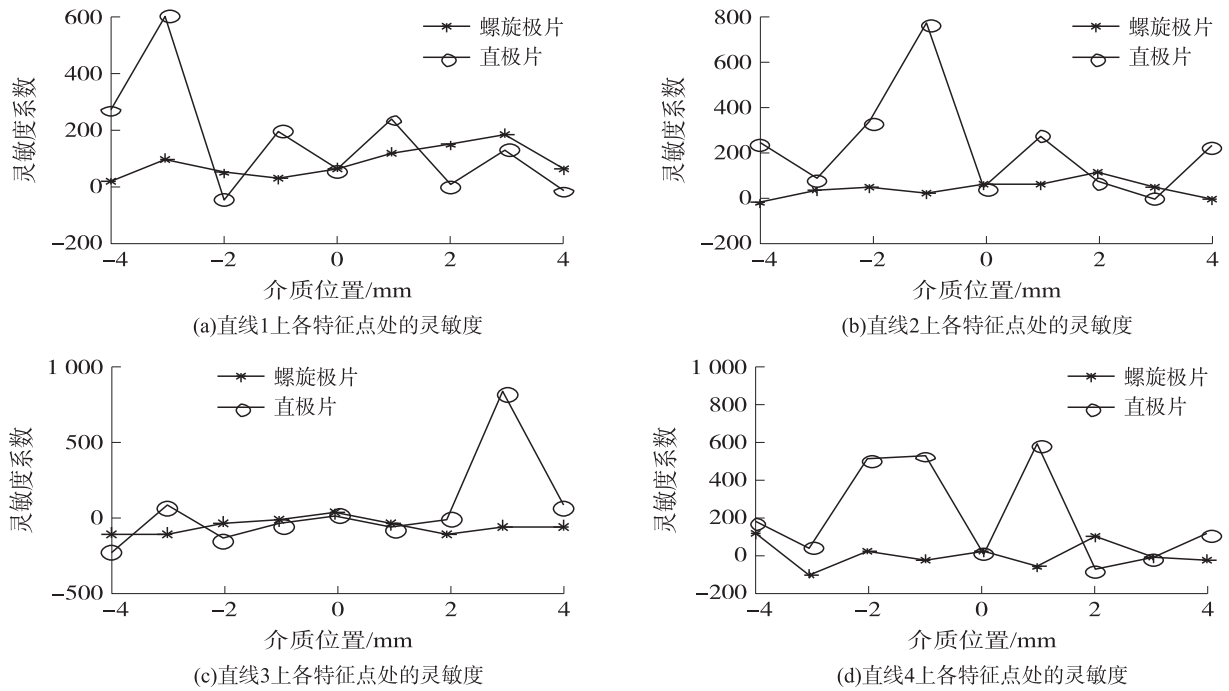 600
400
200
0
−200
灵敏度系数
螺旋极片
直极片
−4 −2 0 2 4
介质位置/mm
(a)直线1上各特征点处的灵敏度
800
600
400
200
0
−200
灵敏度系数
螺旋极片
直极片
−4 −2 0 2 4
介质位置/mm
(b)直线2上各特征点处的灵敏度
1 000
500
0
−500
灵敏度系数
螺旋极片
直极片
−4 −2 0 2 4
介质位置/mm
(c)直线3上各特征点处的灵敏度
1 000
800
600
400
200
0
−200
灵敏度系数
螺旋极片
直极片
−4 −2 0 2 4
介质位置/mm
(d)直线4上各特征点处的灵敏度